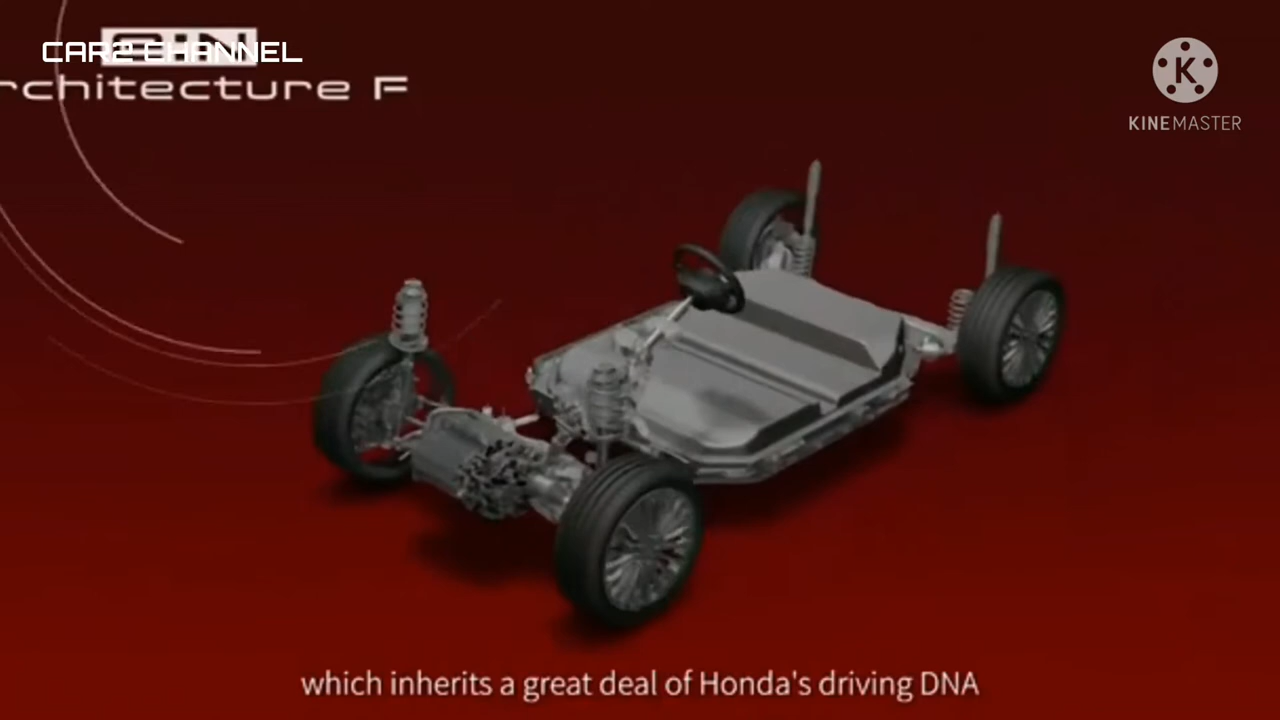 CAR2 CHANNEL
rchitecture F
K
KINEMASTER
which inherits a great deal of Honda's driving DNA